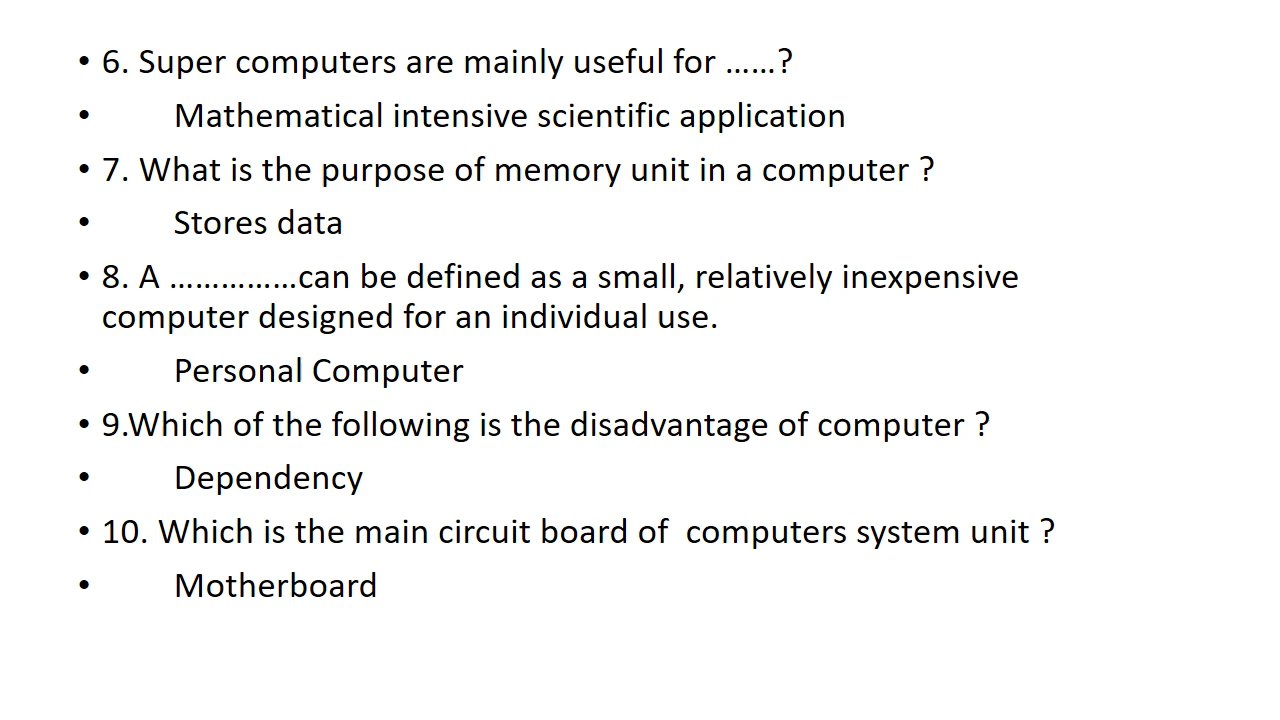 • 6. Super computers are mainly useful for ……?
• Mathematical intensive scientific application
• 7. What is the purpose of memory unit in a computer ?
• Stores data
• 8. A ……………can be defined as a small, relatively inexpensive
computer designed for an individual use.
• Personal Computer
• 9.Which of the following is the disadvantage of computer ?
• Dependency
• 10. Which is the main circuit board of  computers system unit ?
• Motherboard